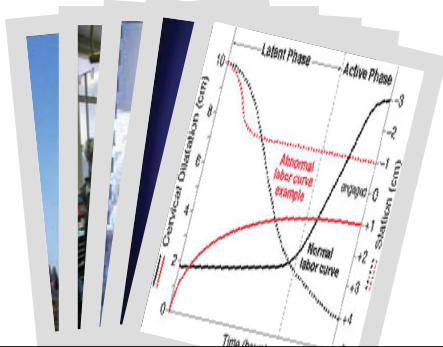 Latent Phase
Active Phase
Cervical Dilatation (cm)
10
8
6
4
2
0
Abnormal
labor curve
example
engaged
Normal
labor curve
-3
-2
-1
0
+1
+2
+3
+4
Station (cm)